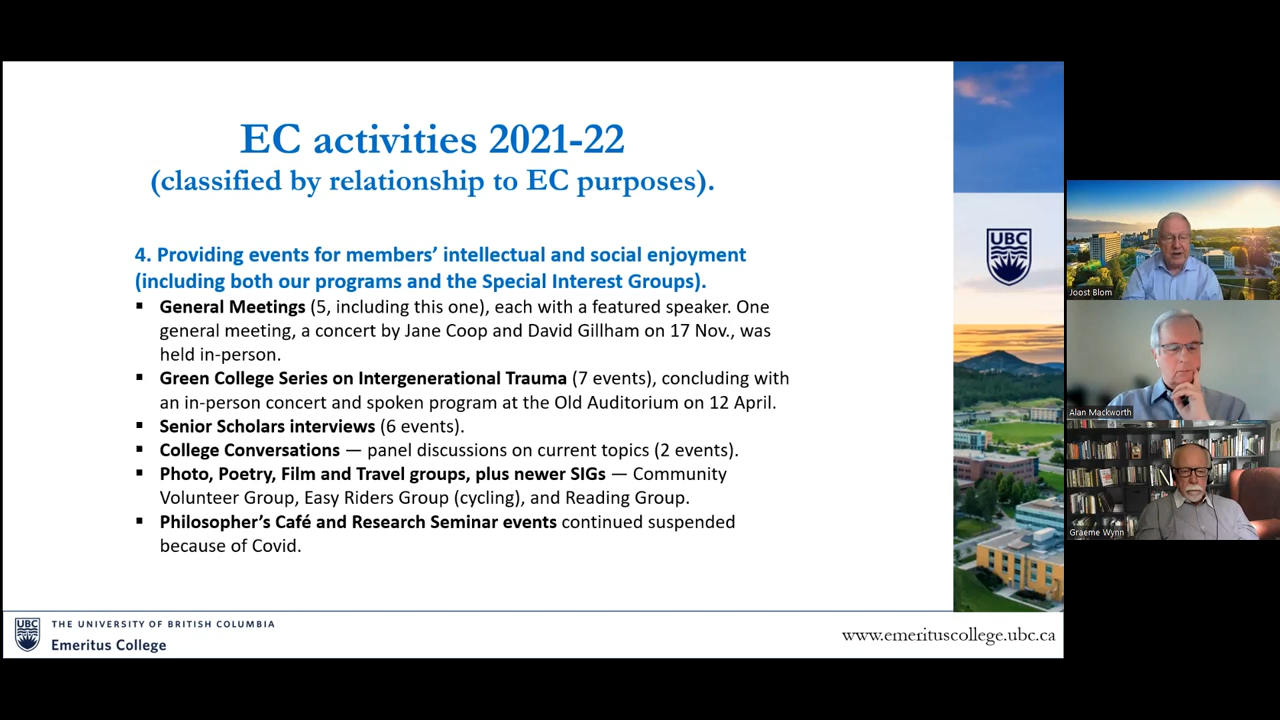 EC activities 2021-22
(classified by relationship to EC purposes).
4. Providing events for members’ intellectual and social enjoyment
(including both our programs and the Special Interest Groups).
▪ General Meetings (5, including this one), each with a featured speaker. One
general meeting, a concert by Jane Coop and David Gillham on 17 Nov., was
held in-person.
▪ Green College Series on Intergenerational Trauma (7 events), concluding with
an in-person concert and spoken program at the Old Auditorium on 12 April.
▪ Senior Scholars interviews (6 events).
▪ College Conversations — panel discussions on current topics (2 events).
▪ Photo, Poetry, Film and Travel groups, plus newer SIGs — Community
Volunteer Group, Easy Riders Group (cycling), and Reading Group.
▪ Philosopher’s Café and Research Seminar events continued suspended
because of Covid.
UBC
UBC
THE UNIVERSITY OF BRITISH COLUMBIA
Emeritus College
www.emerituscollege.ubc.ca
Joost Blom
Alan Mackworth
Graeme Wynn